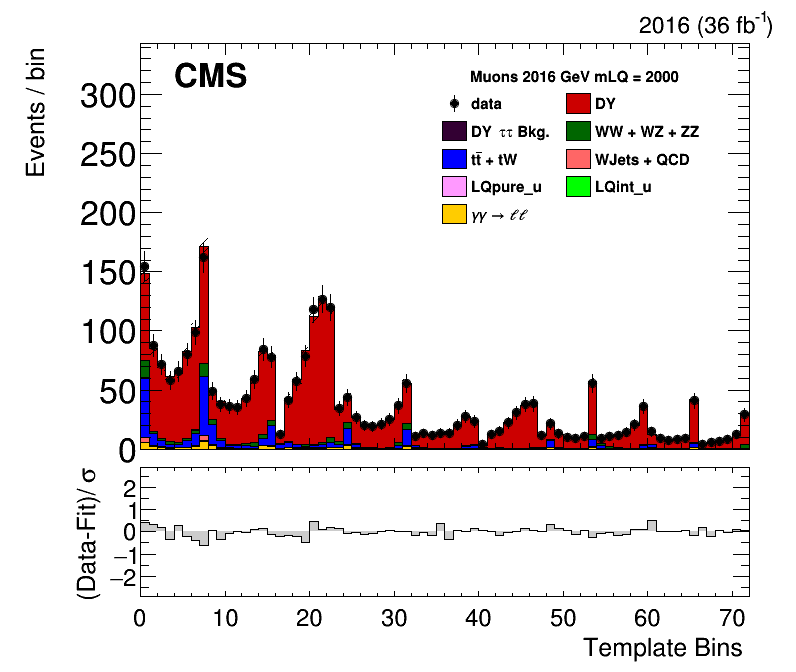 2016 (36 fb⁻¹)
Events / bin
CMS
Muons 2016 GeV mLQ = 2000
data
DY
DY ττ Bkg.
WW + WZ + ZZ
tt̄ + tW
WJets + QCD
LQpure_u
LQint_u
γγ → ℓℓ
300
250
200
150
100
50
0
(Data-Fit)/ σ
2
1
0
−1
−2
0 10 20 30 40 50 60 70
Template Bins